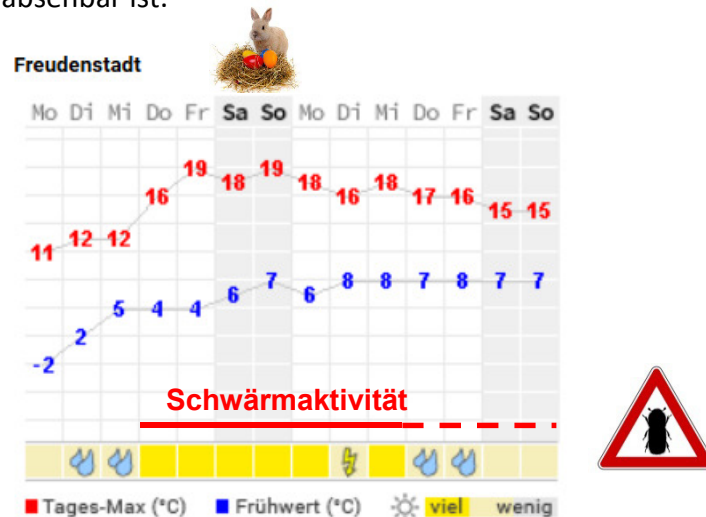 absehbar ist.
Freudenstadt
Mo Di Mi Do Fr Sa So Mo Di Mi Do Fr Sa So
11 12 12 16 19 18 19 18 16 18 17 16 15 15
-2 2 5 4 4 6 7 6 8 8 7 8 7 7
Schwärmaktivität
Tages-Max (°C) Frühwert (°C) viel wenig